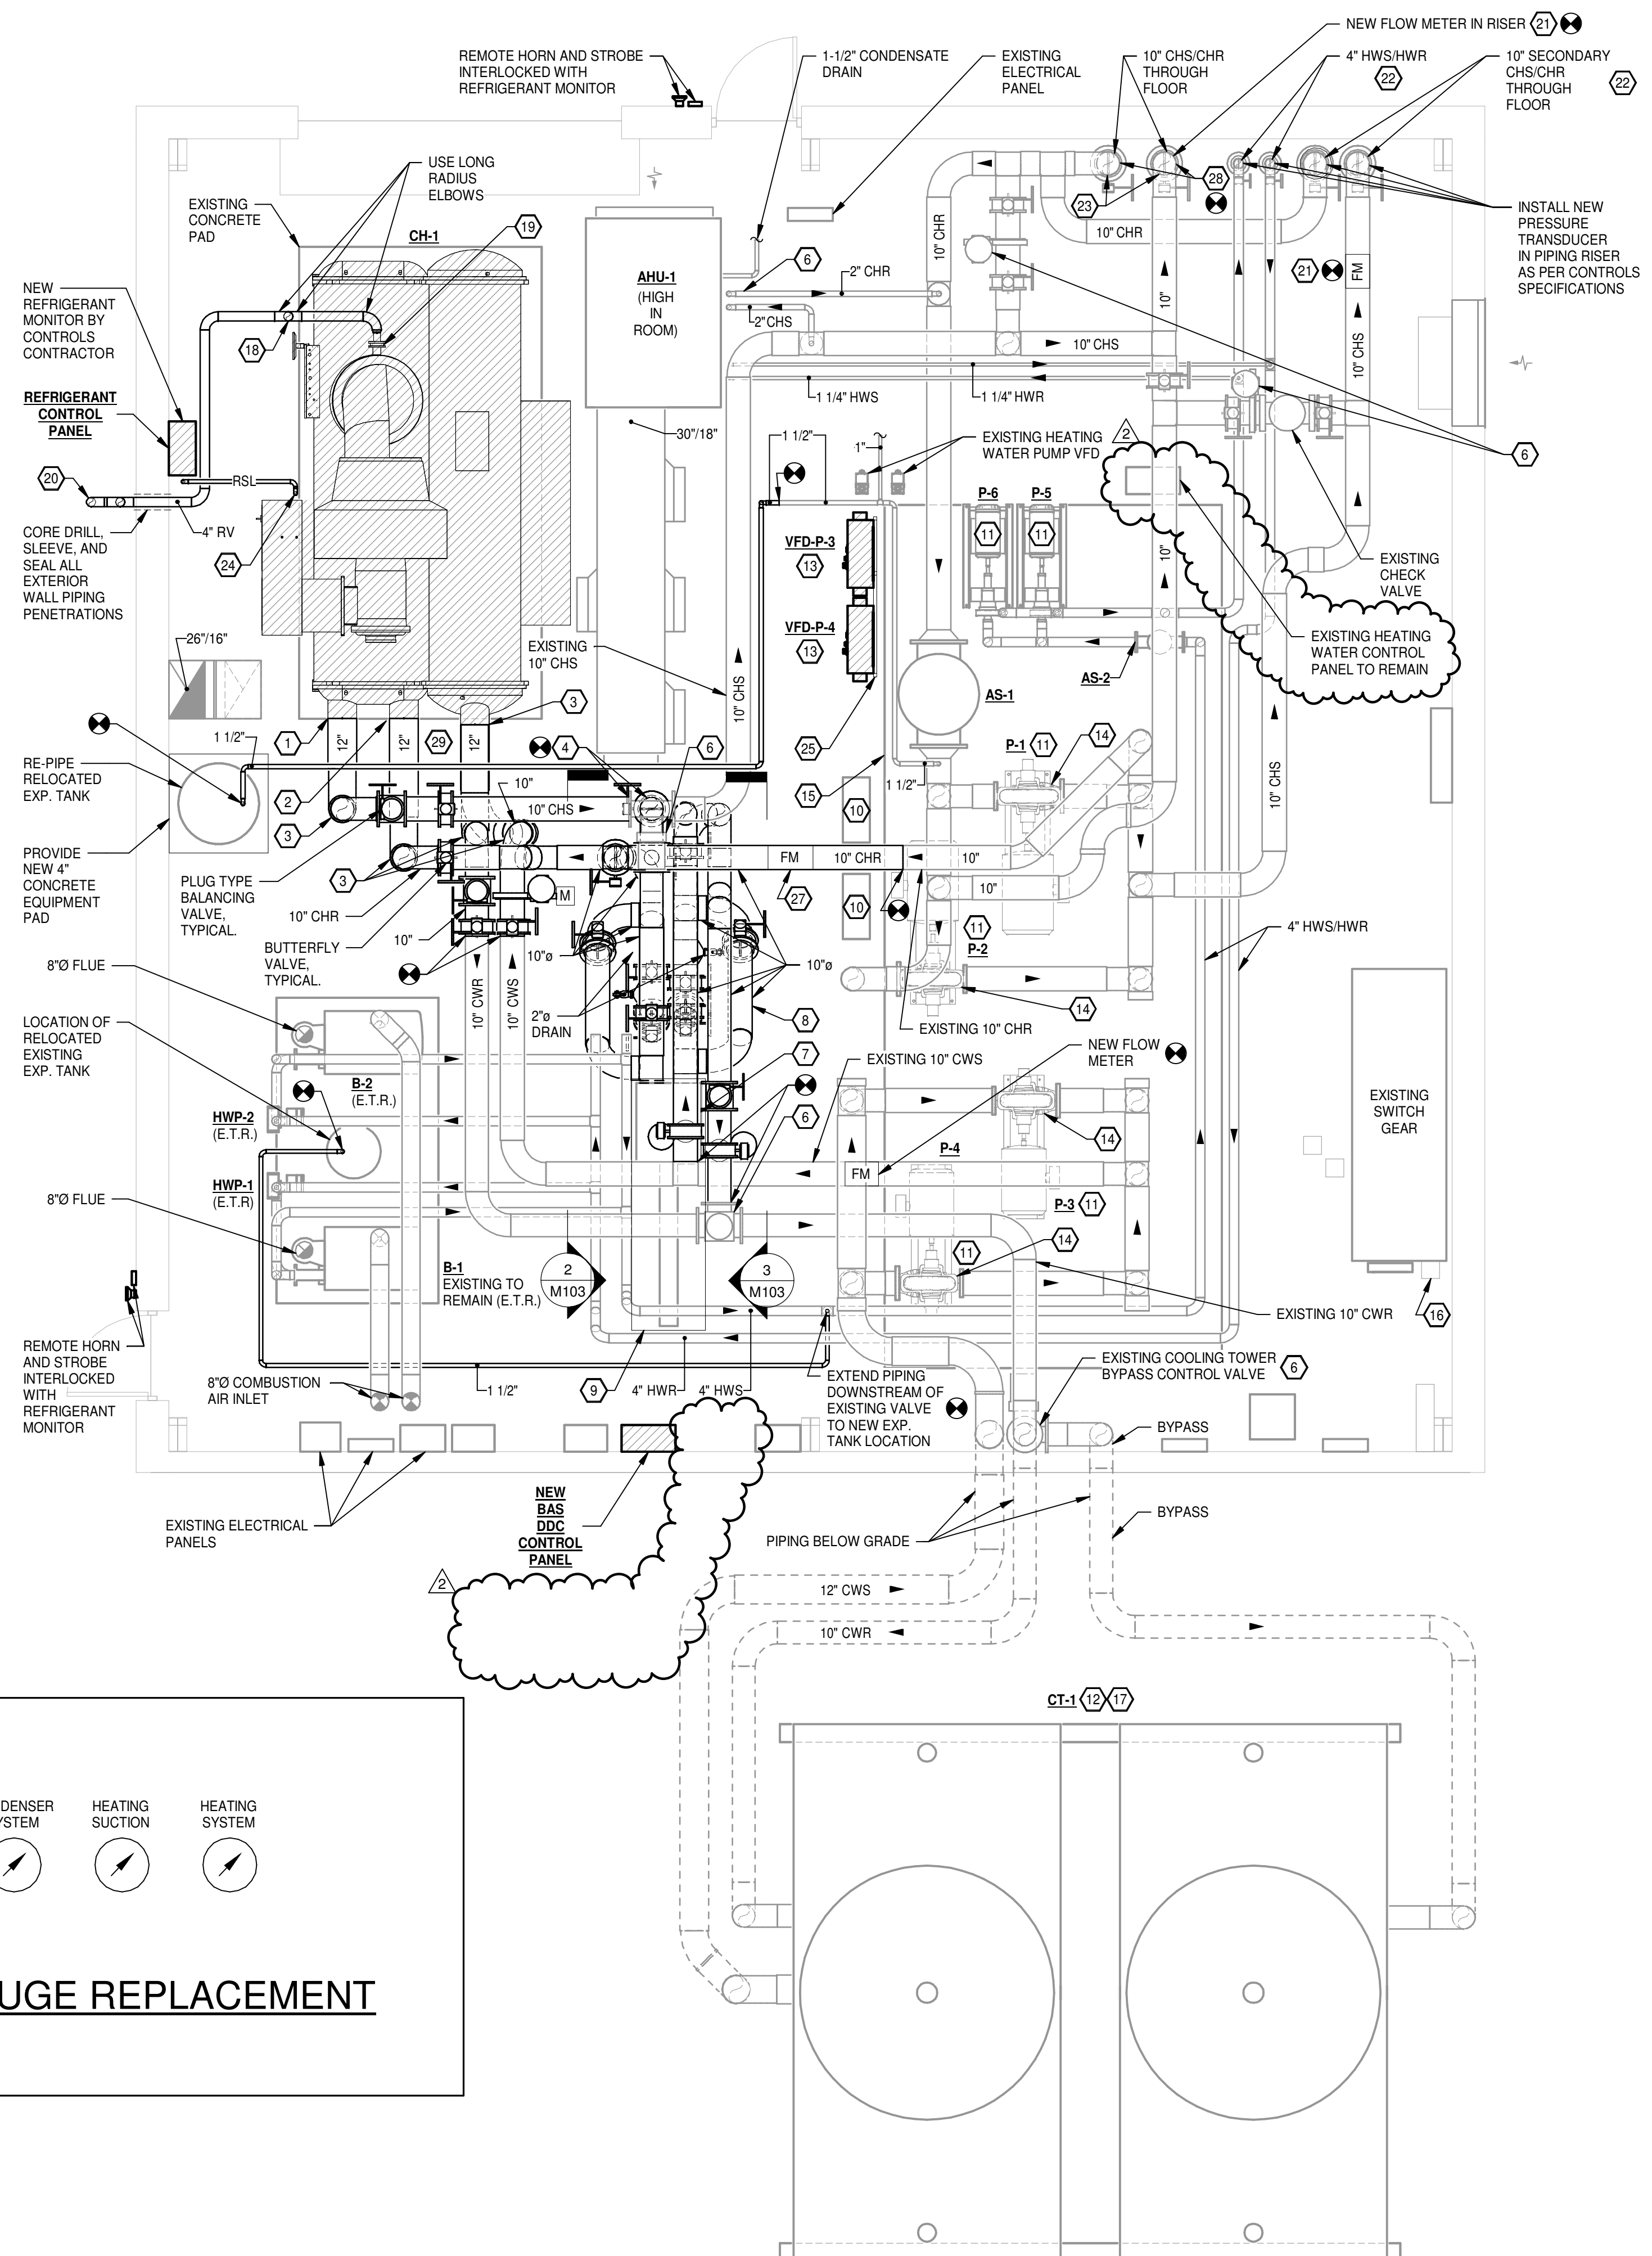 NEW FLOW METER IN RISER 21
REMOTE HORN AND STROBE
INTERLOCKED WITH
REFRIGERANT MONITOR
1-1/2" CONDENSATE
DRAIN
EXISTING
ELECTRICAL
PANEL
10" CHS/CHR
THROUGH
FLOOR
4" HWS/HWR
22
10" SECONDARY
CHS/CHR
THROUGH
FLOOR
22
USE LONG
RADIUS
ELBOWS
EXISTING
CONCRETE
PAD
CH-1
19
28
23
10" CHR
10" CHR
INSTALL NEW
PRESSURE
TRANSDUCER
IN PIPING RISER
AS PER CONTROLS
SPECIFICATIONS
AHU-1
(HIGH
IN
ROOM)
6
2" CHR
2" CHS
21
FM
10"
10" CHS
10" CHS
NEW
REFRIGERANT
MONITOR BY
CONTROLS
CONTRACTOR
18
REFRIGERANT
CONTROL
PANEL
1 1/4" HWS
1 1/4" HWR
30"/18"
1 1/2"
1"
EXISTING HEATING
WATER PUMP VFD
2
6
20
RSL
4" RV
CORE DRILL,
SLEEVE, AND
SEAL ALL
EXTERIOR
WALL PIPING
PENETRATIONS
24
P-6
P-5
11
11
VFD-P-3
13
VFD-P-4
13
10"
EXISTING
CHECK
VALVE
EXISTING HEATING
WATER CONTROL
PANEL TO REMAIN
26"/16"
EXISTING
10" CHS
10" CHS
AS-2
AS-1
25
1 1/2"
1
12"
12"
29
12"
3
4
6
P-1
11
14
RE-PIPE
RELOCATED
EXP. TANK
2
3
10"
10" CHS
15
1 1/2"
10
10" CHS
PROVIDE
NEW 4"
CONCRETE
EQUIPMENT
PAD
PLUG TYPE
BALANCING
VALVE,
TYPICAL.
3
M
FM
10" CHR
10"
10"
27
10
10" CHR
10"
BUTTERFLY
VALVE,
TYPICAL.
11
P-2
4" HWS/HWR
8"Ø FLUE
10"ø
10"ø
14
10" CWR
10" CWS
2"ø
DRAIN
8
EXISTING 10" CHR
LOCATION OF
RELOCATED
EXISTING
EXP. TANK
7
EXISTING 10" CWS
NEW FLOW
METER
EXISTING
SWITCH
GEAR
B-2
(E.T.R.)
HWP-2
(E.T.R.)
6
14
P-4
FM
HWP-1
(E.T.R)
8"Ø FLUE
P-3
11
11
14
B-1
EXISTING TO
REMAIN (E.T.R.)
2
M103
3
M103
EXISTING 10" CWR
16
REMOTE HORN
AND STROBE
INTERLOCKED
WITH
REFRIGERANT
MONITOR
8"Ø COMBUSTION
AIR INLET
1 1/2"
9
4" HWR
4" HWS
EXTEND PIPING
DOWNSTREAM OF
EXISTING VALVE
TO NEW EXP.
TANK LOCATION
EXISTING COOLING TOWER
BYPASS CONTROL VALVE
6
BYPASS
NEW
BAS
DDC
CONTROL
PANEL
EXISTING ELECTRICAL
PANELS
PIPING BELOW GRADE
BYPASS
2
12" CWS
10" CWR
CT-1
12
17
DENSER
YSTEM
HEATING
SUCTION
HEATING
SYSTEM
UGE REPLACEMENT